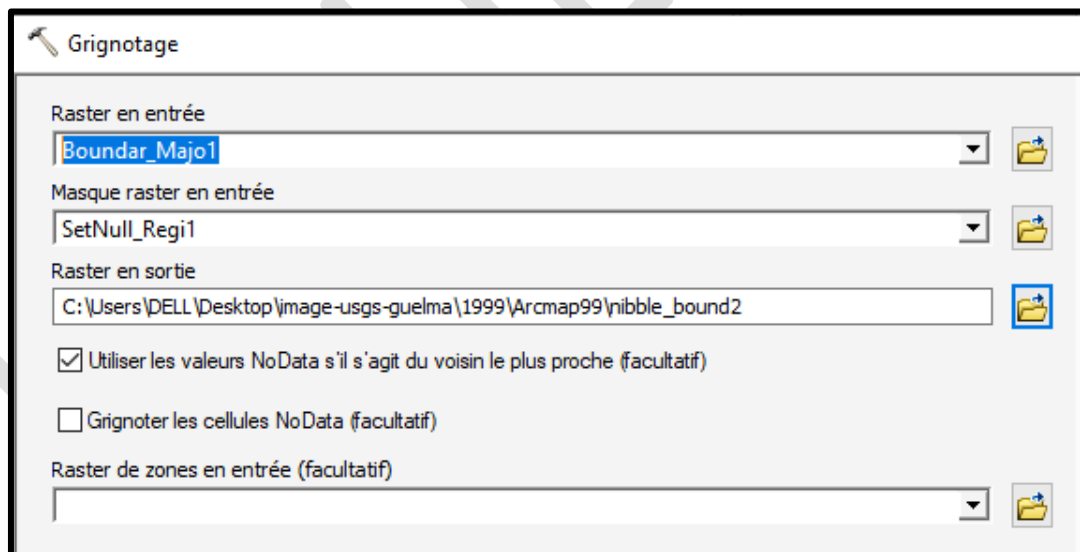 Grignotage
Raster en entrée
Boundar_Majo1
Masque raster en entrée
SetNull_Regi1
Raster en sortie
C:\Users\DELL\Desktop\image-usgs-guelma\1999\Arcmap99\nibble_bound2
Utiliser les valeurs NoData s'il s'agit du voisin le plus proche (facultatif)
Grignoter les cellules NoData (facultatif)
Raster de zones en entrée (facultatif)